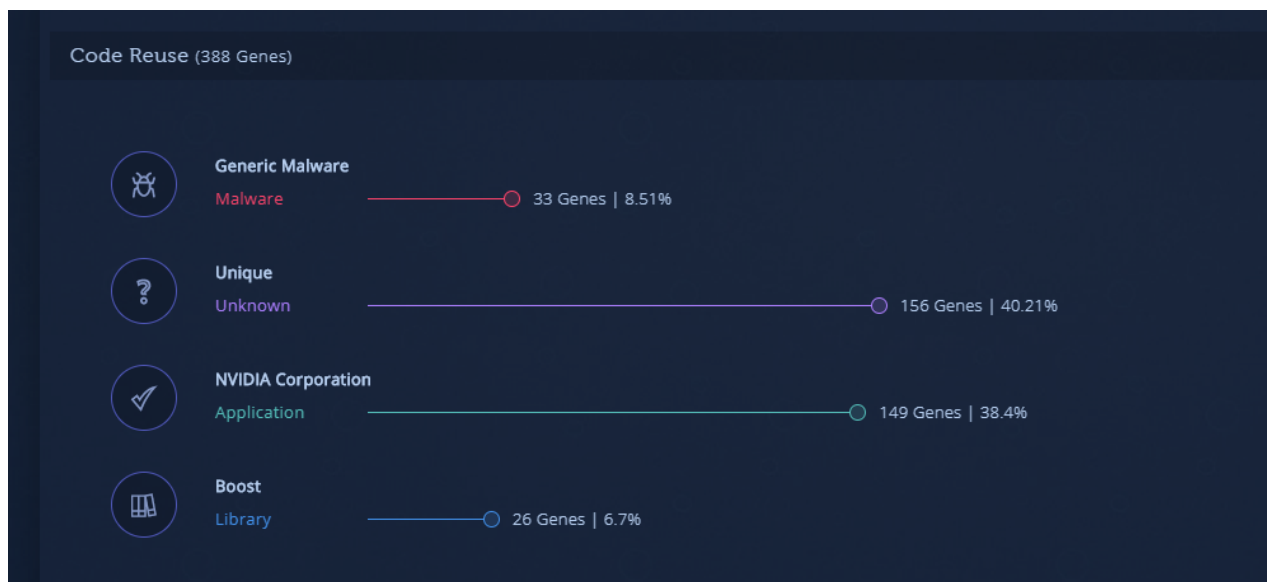 Code Reuse (388 Genes)
Generic Malware
Malware 33 Genes | 8.51%
Unique
Unknown 156 Genes | 40.21%
NVIDIA Corporation
Application 149 Genes | 38.4%
Boost
Library 26 Genes | 6.7%